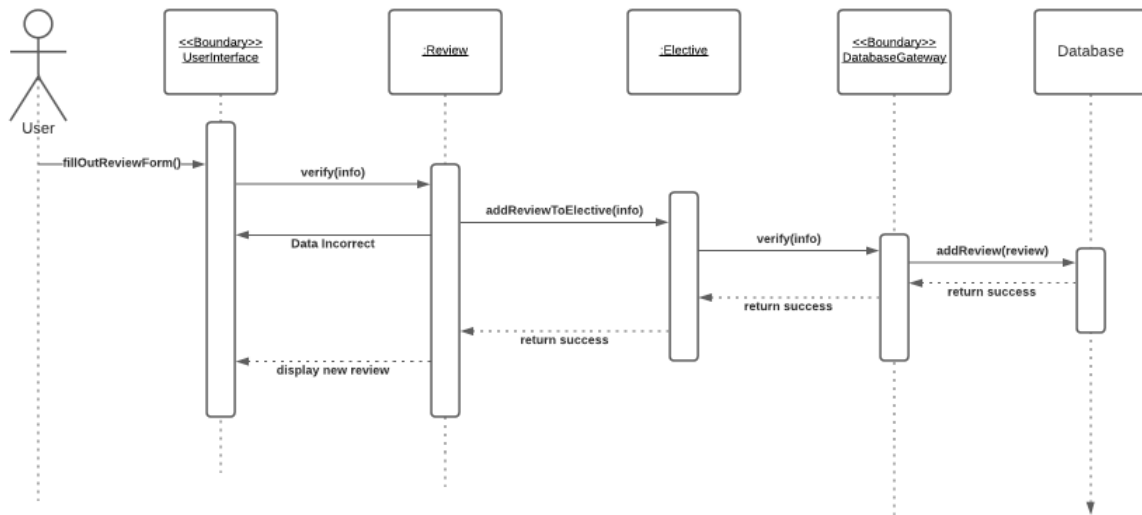 <<Boundary>>
UserInterface
:Review
:Elective
<<Boundary>>
DatabaseGateway
Database
User
fillOutReviewForm()
verify(info)
addReviewToElective(info)
Data Incorrect
verify(info)
addReview(review)
return success
return success
return success
display new review